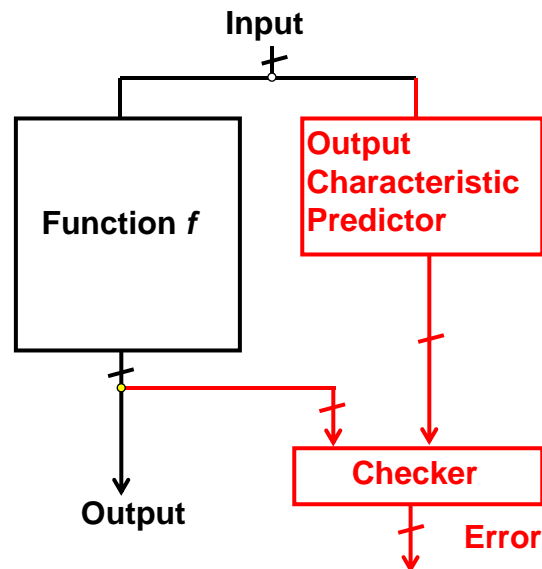 Input
Function f
Output
Characteristic
Predictor
Checker
Output
Error